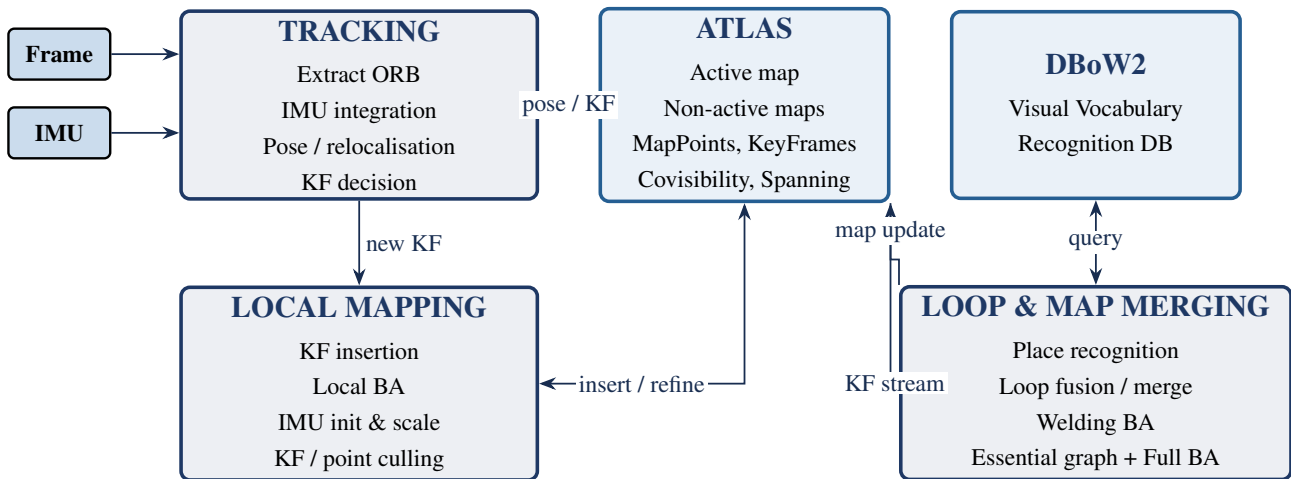 Frame
IMU
TRACKING
Extract ORB
IMU integration
Pose / relocalisation
KF decision
pose / KF
ATLAS
Active map
Non-active maps
MapPoints, KeyFrames
Covisibility, Spanning
DBoW2
Visual Vocabulary
Recognition DB
new KF
map update
query
LOCAL MAPPING
KF insertion
Local BA
IMU init & scale
KF / point culling
insert / refine
KF stream
LOOP & MAP MERGING
Place recognition
Loop fusion / merge
Welding BA
Essential graph + Full BA